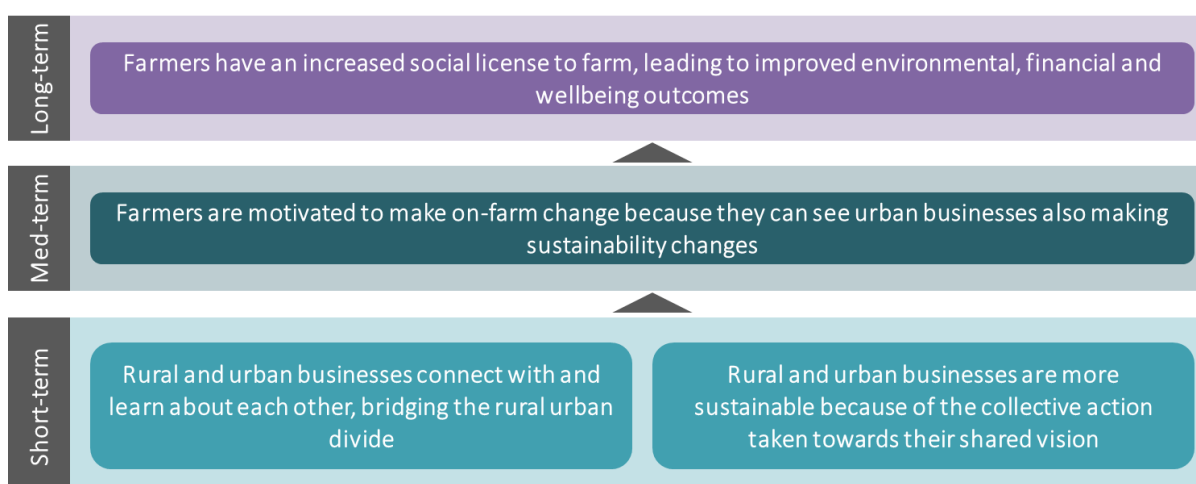 Long-term
Farmers have an increased social license to farm, leading to improved environmental, financial and
wellbeing outcomes
Med-term
Farmers are motivated to make on-farm change because they can see urban businesses also making
sustainability changes
Short-term
Rural and urban businesses connect with and
learn about each other, bridging the rural urban
divide
Rural and urban businesses are more
sustainable because of the collective action
taken towards their shared vision